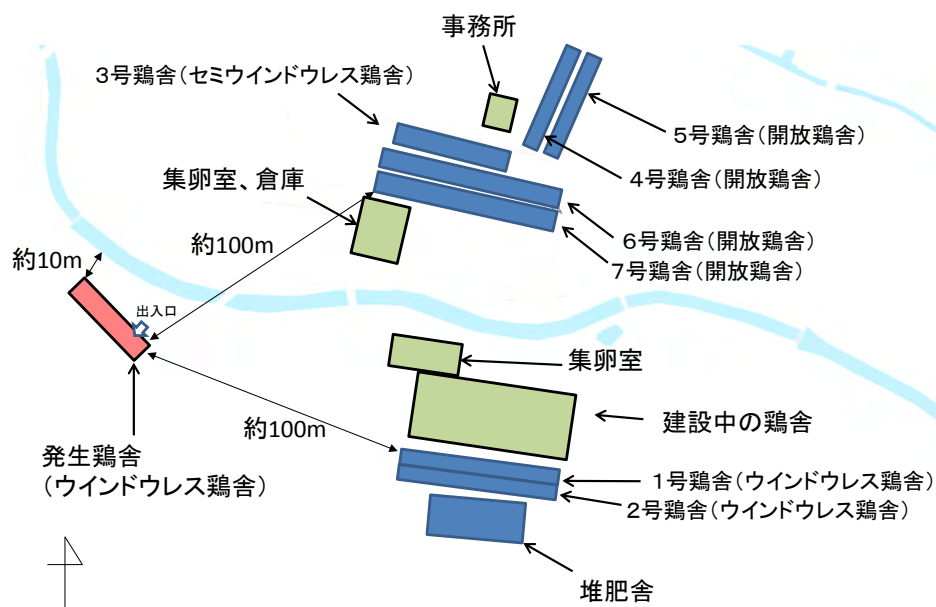 事務所
3号鶏舎(セミウインドウレス鶏舎)
5号鶏舎(開放鶏舎)
4号鶏舎(開放鶏舎)
集卵室、倉庫
6号鶏舎(開放鶏舎)
7号鶏舎(開放鶏舎)
約100m
約10m
出入口
集卵室
建設中の鶏舎
約100m
発生鶏舎
(ウインドウレス鶏舎)
1号鶏舎(ウインドウレス鶏舎)
2号鶏舎(ウインドウレス鶏舎)
堆肥舎